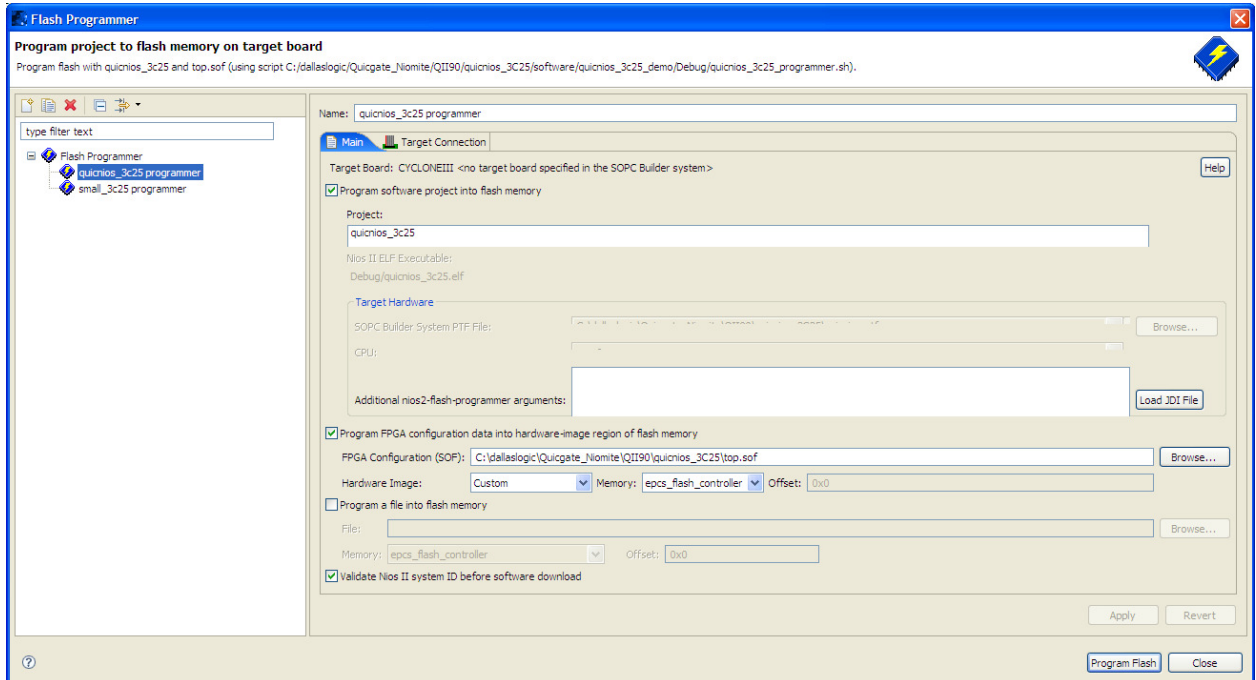 Flash Programmer
Program project to flash memory on target board
Program flash with quicnios_3c25 and top.sof (using script C:/dallaslogic/Quicgate_Niomite/QII90/quicnios_3C25/software/quicnios_3c25_demo/Debug/quicnios_3c25_programmer.sh).
type filter text
Flash Programmer
quicnios_3c25 programmer
small_3c25 programmer
Name: quicnios_3c25 programmer
Main Target Connection
Target Board: CYCLONEIII <no target board specified in the SOPC Builder system> Help
Program software project into flash memory
Project:
quicnios_3c25
Nios II ELF Executable:
Debug/quicnios_3c25.elf
Target Hardware
SOPC Builder System PTF File: Browse...
CPU:
Additional nios2-flash-programmer arguments: Load JDI File
Program FPGA configuration data into hardware-image region of flash memory
FPGA Configuration (SOF): C:\dallaslogic\Quicgate_Niomite\QII90\quicnios_3C25\top.sof Browse...
Hardware Image: Custom Memory: epcs_flash_controller Offset: 0x0
Program a file into flash memory
File: Browse...
Memory: epcs_flash_controller Offset: 0x0
Validate Nios II system ID before software download
Apply Revert
? Program Flash Close